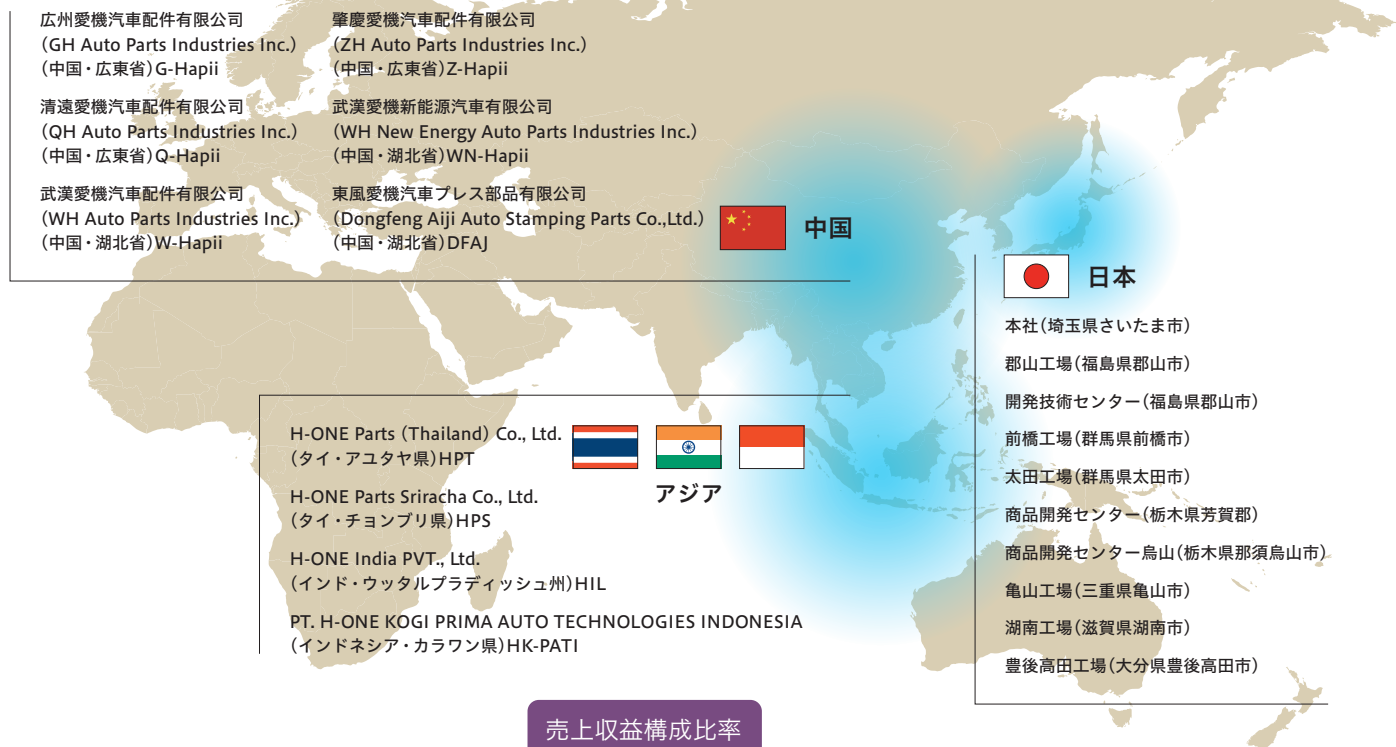 広州愛機汽車配件有限公司
(GH Auto Parts Industries Inc.)
(中国・広東省)G-Hapii
清遠愛機汽車配件有限公司
(QH Auto Parts Industries Inc.)
(中国・広東省)Q-Hapii
武漢愛機汽車配件有限公司
(WH Auto Parts Industries Inc.)
(中国・湖北省)W-Hapii
肇慶愛機汽車配件有限公司
(ZH Auto Parts Industries Inc.)
(中国・広東省)Z-Hapii
武漢愛機新能源汽車有限公司
(WH New Energy Auto Parts Industries Inc.)
(中国・湖北省)WN-Hapii
東風愛機汽車プレス部品有限公司
(Dongfeng Aiji Auto Stamping Parts Co.,Ltd.)
(中国・湖北省)DFAJ
中国
日本
本社(埼玉県さいたま市)
郡山工場(福島県郡山市)
開発技術センター(福島県郡山市)
前橋工場(群馬県前橋市)
太田工場(群馬県太田市)
商品開発センター(栃木県芳賀郡)
商品開発センター烏山(栃木県那須烏山市)
亀山工場(三重県亀山市)
湖南工場(滋賀県湖南市)
豊後高田工場(大分県豊後高田市)
H-ONE Parts (Thailand) Co., Ltd.
(タイ・アユタヤ県)HPT
H-ONE Parts Sriracha Co., Ltd.
(タイ・チョンブリ県)HPS
H-ONE India PVT., Ltd.
(インド・ウッタルプラディッシュ州)HIL
PT. H-ONE KOGI PRIMA AUTO TECHNOLOGIES INDONESIA
(インドネシア・カラワン県)HK-PATI
アジア
売上収益構成比率